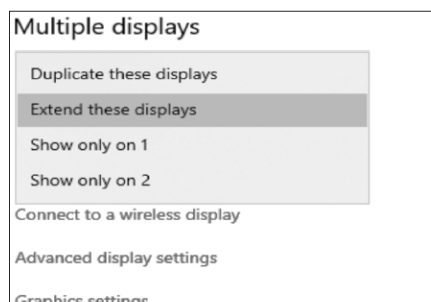 Multiple displays
Duplicate these displays
Extend these displays
Show only on 1
Show only on 2
Connect to a wireless display
Advanced display settings
Graphics settings